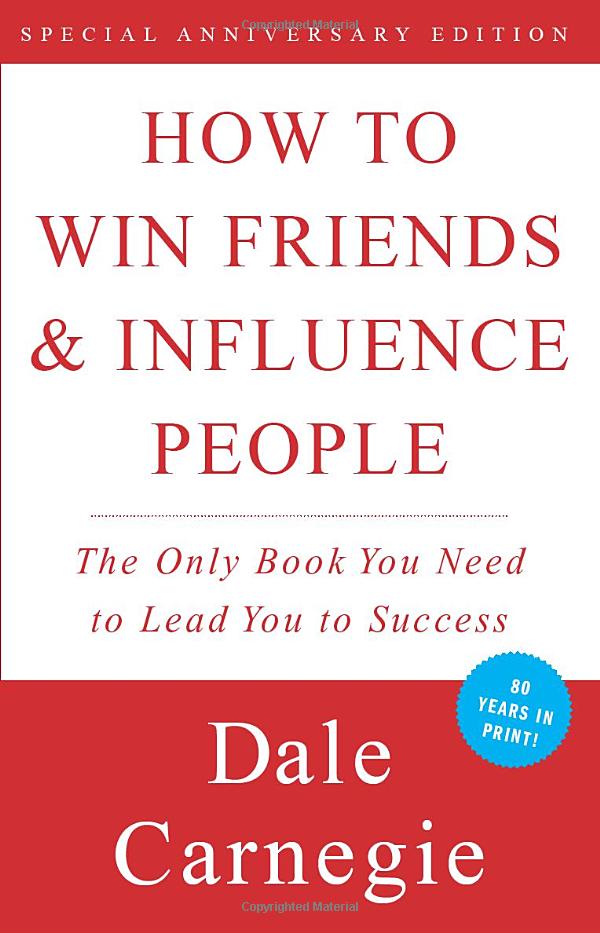 Copyrighted Material
SPECIAL ANNIVERSARY EDITION
HOW TO
WIN FRIENDS
& INFLUENCE
PEOPLE
The Only Book You Need
to Lead You to Success
80
YEARS IN
PRINT!
Dale
Carnegie
Copyrighted Material